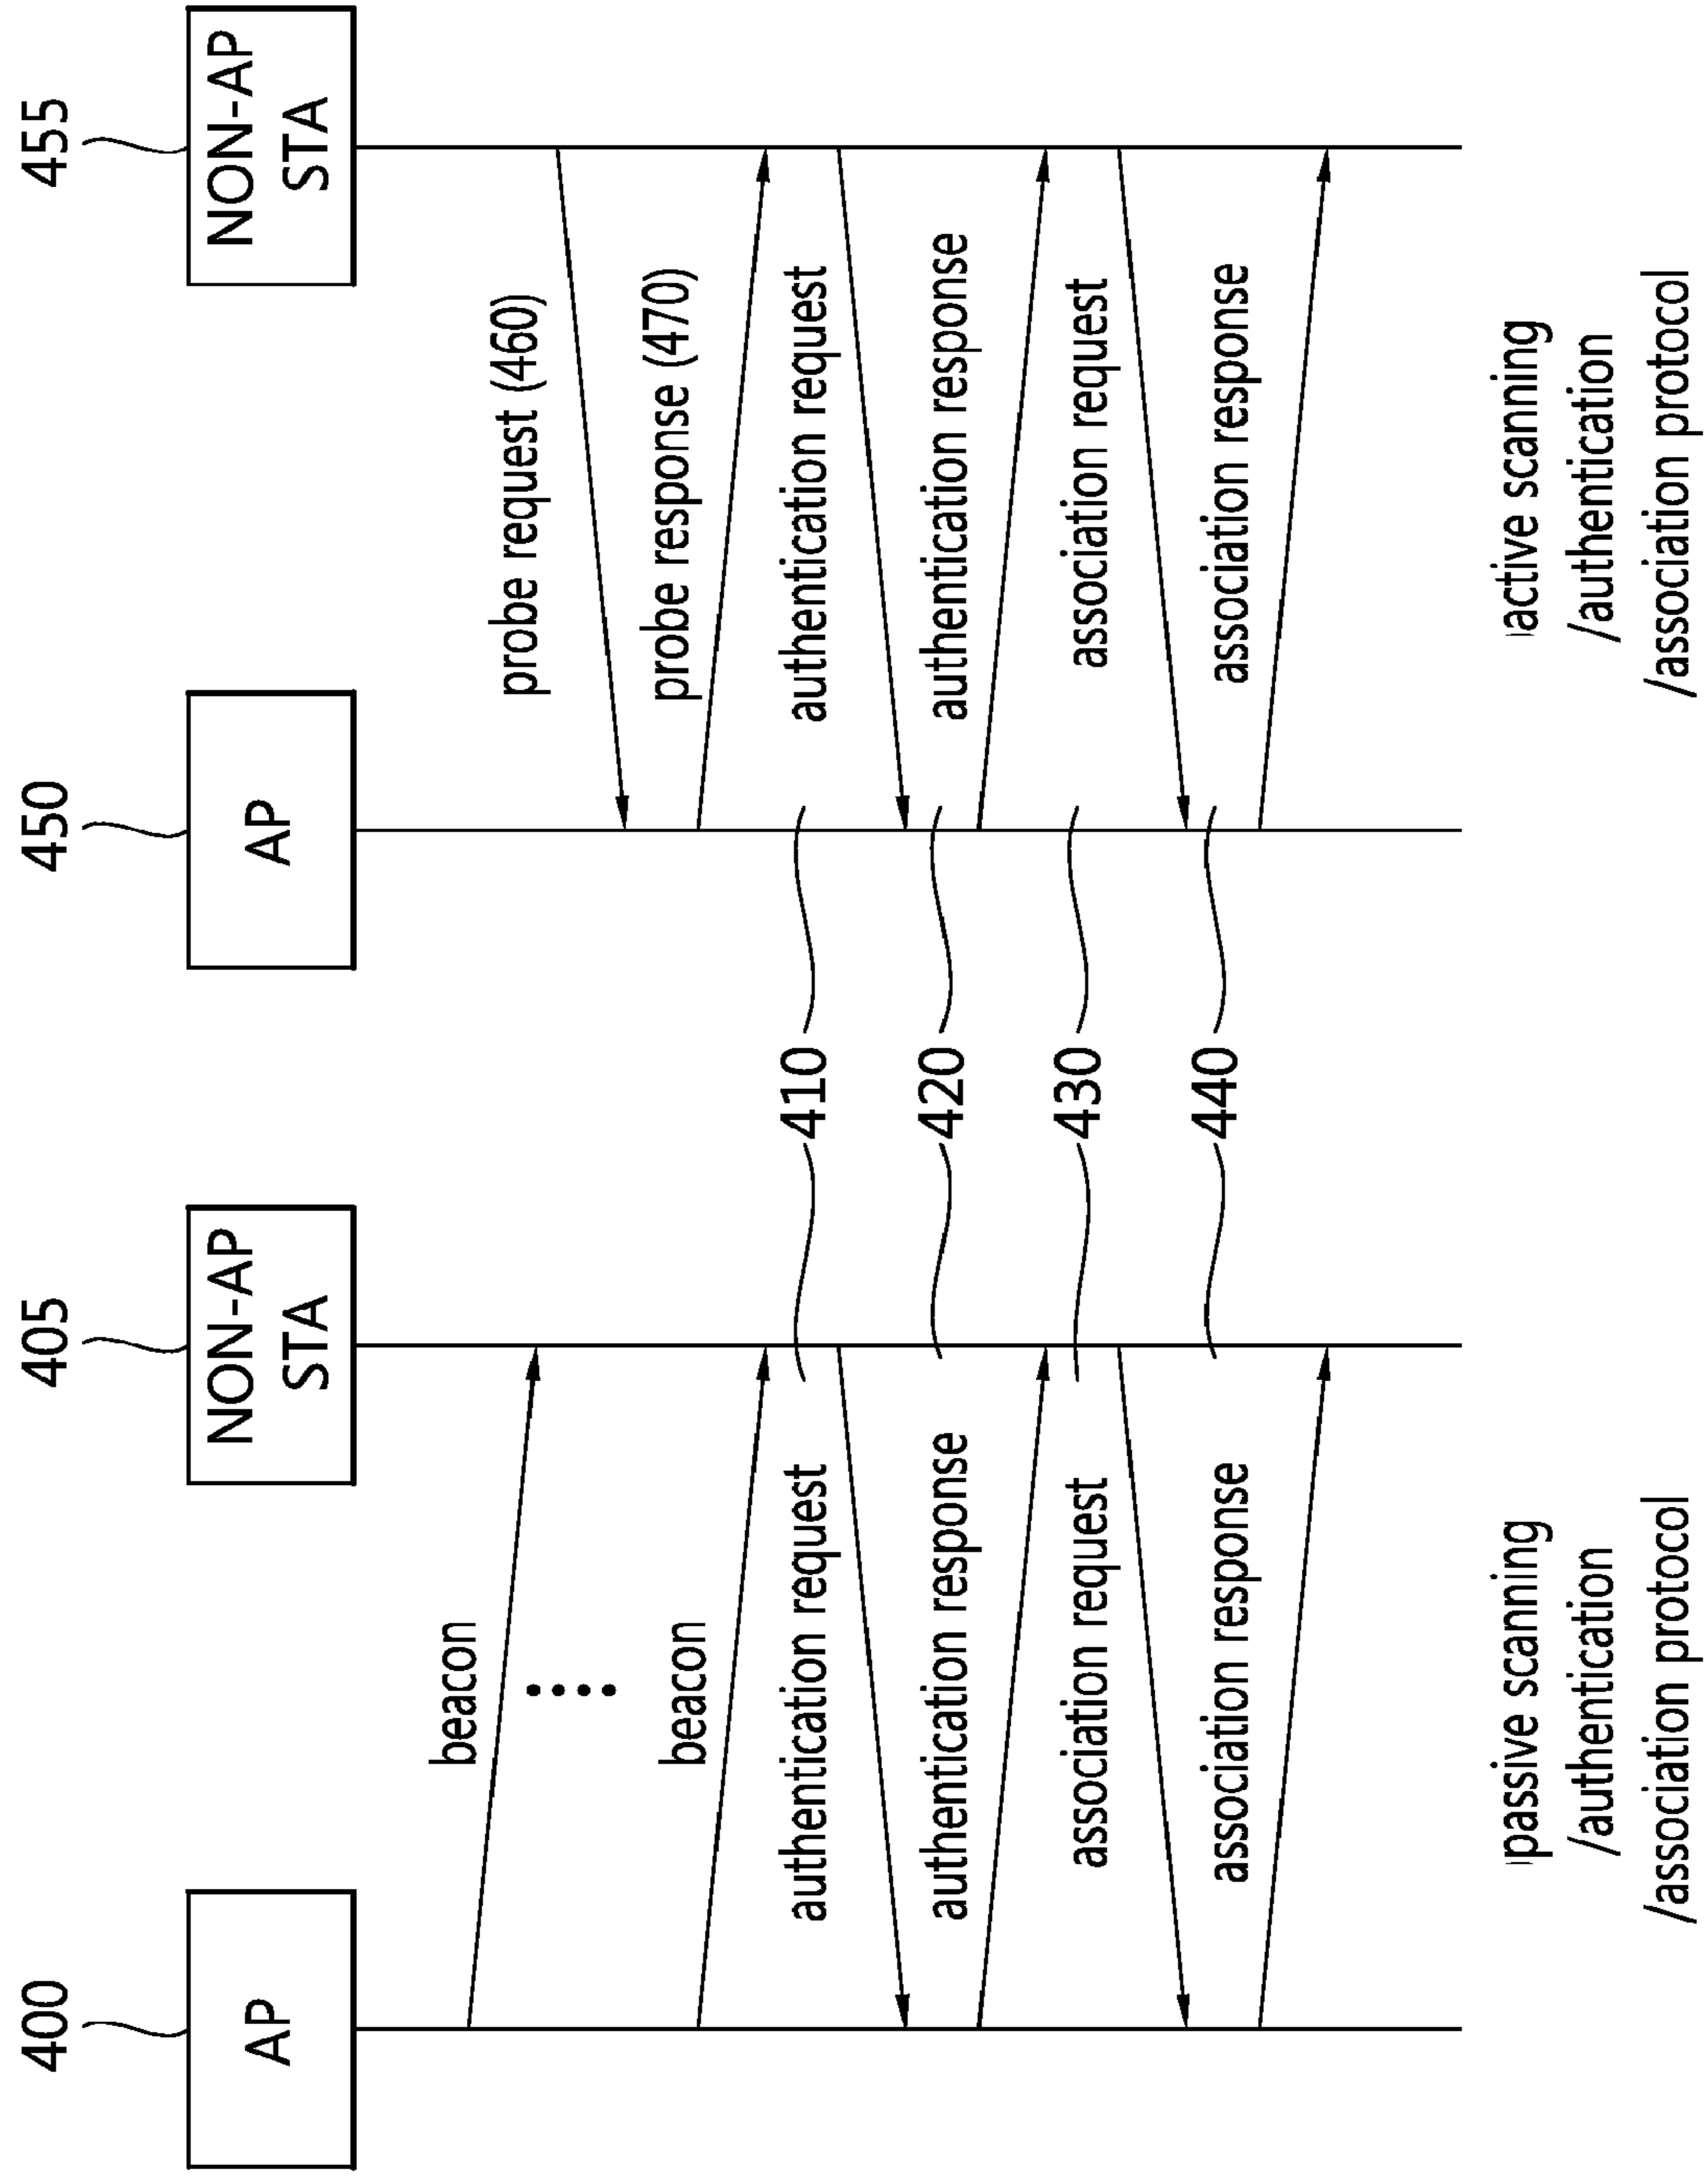 400
AP
405
NON-AP
STA
beacon
beacon
authentication request
authentication response
association request
association response
passive scanning
/authentication
/association protocol
410
420
430
440
450
AP
455
NON-AP
STA
probe request (460)
probe response (470)
authentication request
authentication response
association request
association response
active scanning
/authentication
/association protocol